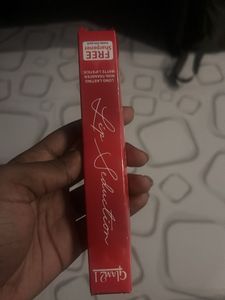 FREE
Sharpener
LONG LASTING
NON-TRANSFER
MATTE LIPSTICK
Lip Seduction
Glam21